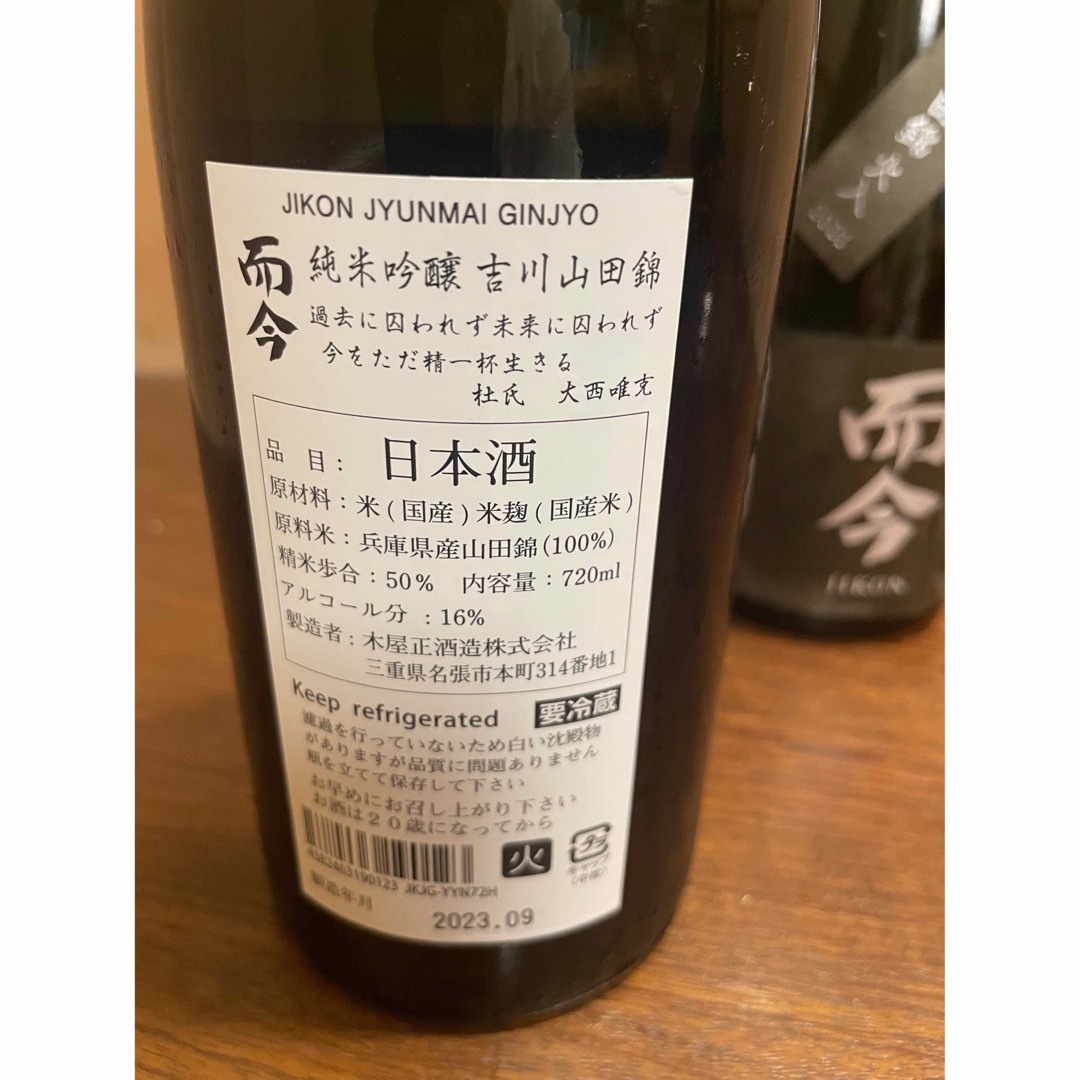 JIKON JYUNMAI GINJYO
而今
純米吟醸 吉川山田錦
過去に囚われず未来に囚われず
今をただ精一杯生きる
杜氏 大西唯克
品 目: 日本酒
原材料:米(国産)米麹(国産米)
原料米:兵庫県産山田錦(100%)
精米歩合:50% 内容量:720ml
アルコール分 :16%
製造者:木屋正酒造株式会社
三重県名張市本町314番地1
Keep refrigerated 要冷蔵
濾過を行っていないため白い沈殿物
がありますが品質に問題ありません
瓶を立てて保存して下さい
お早めにお召し上がり下さい
お酒は20歳になってから
火
キャップ
JKJG-YYN72H
製造年月
2023.09
而今
JIKON